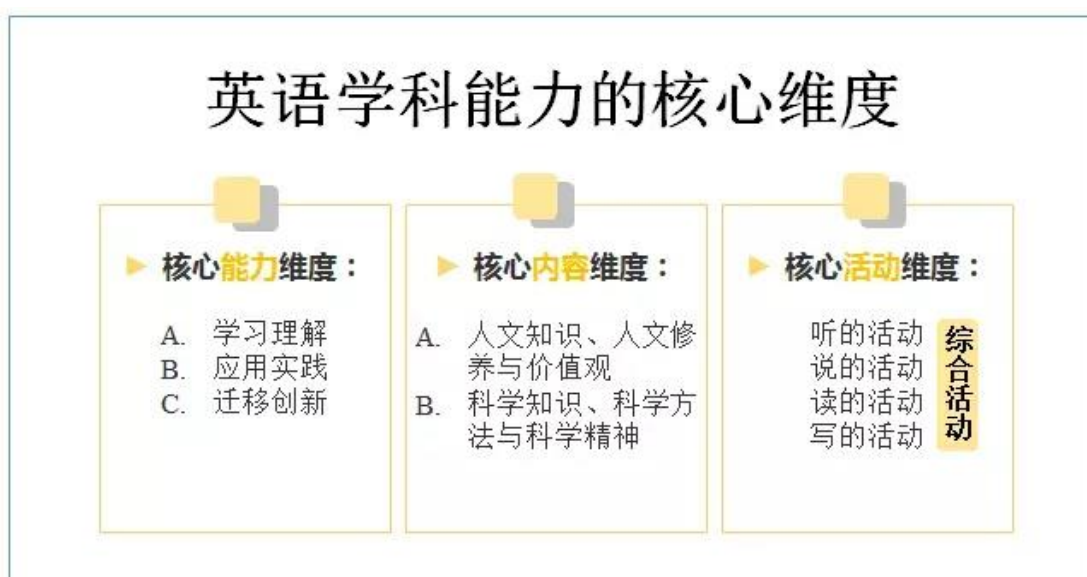 英语学科能力的核心维度
核心能力维度：
A. 学习理解
B. 应用实践
C. 迁移创新
核心内容维度：
A. 人文知识、人文修
养与价值观
B. 科学知识、科学方
法与科学精神
核心活动维度：
听的活动
说的活动
读的活动
写的活动
综合活动